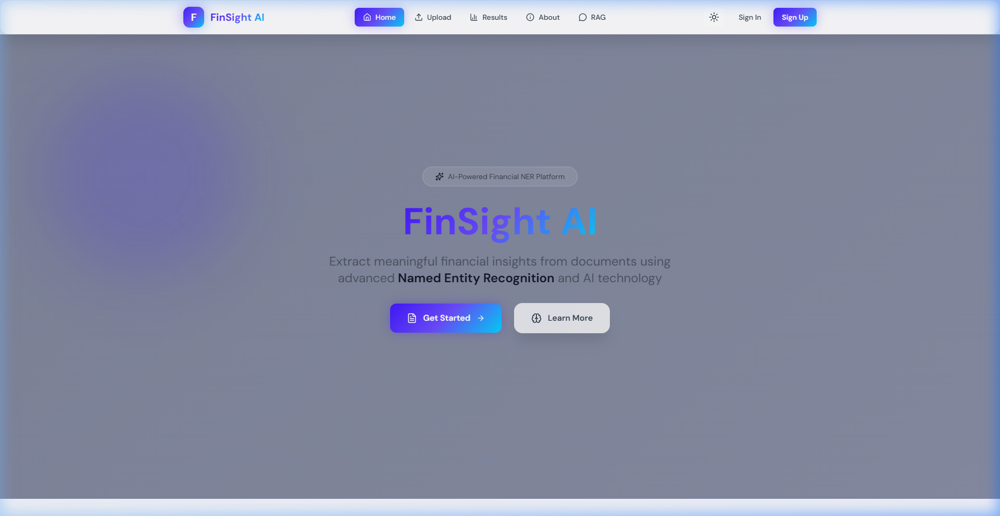 F FinSight AI Home Upload Results About RAG Sign In Sign Up
AI-Powered Financial NER Platform
FinSight AI
Extract meaningful financial insights from documents using
advanced Named Entity Recognition and AI technology
Get Started Learn More